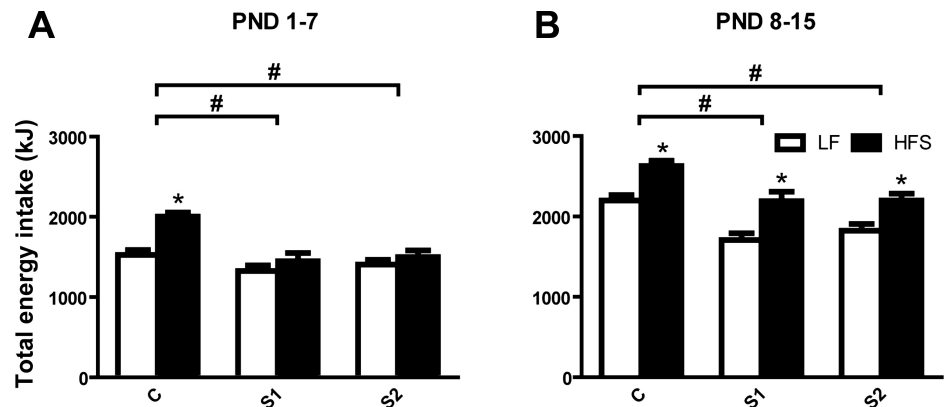 A
PND 1-7
#
#
Total energy intake (kJ)
3000
2000
1000
0
*
C
S1
S2
B
PND 8-15
#
#
LF
HFS
3000
2000
1000
0
*
*
*
C
S1
S2